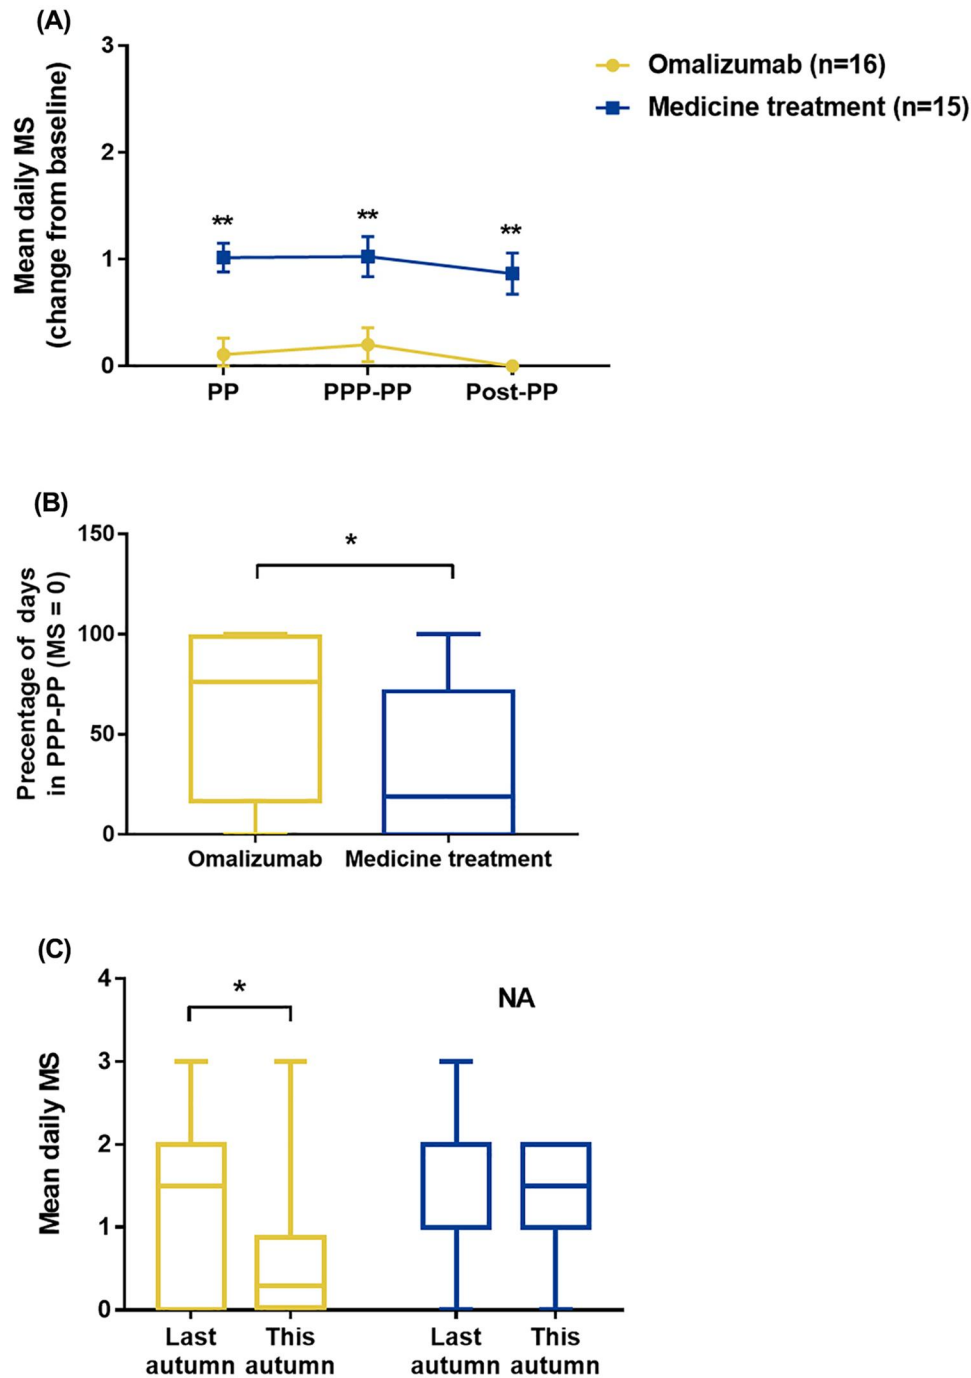 (A)
Mean daily MS
(change from baseline)
3
2
1
0
**
**
**
PP
PPP-PP
Post-PP
Omalizumab (n=16)
Medicine treatment (n=15)
(B)
Precentage of days
in PPP-PP (MS = 0)
150
100
50
0
*
Omalizumab
Medicine treatment
(C)
Mean daily MS
4
3
2
1
0
*
NA
Last
autumn
This
autumn
Last
autumn
This
autumn